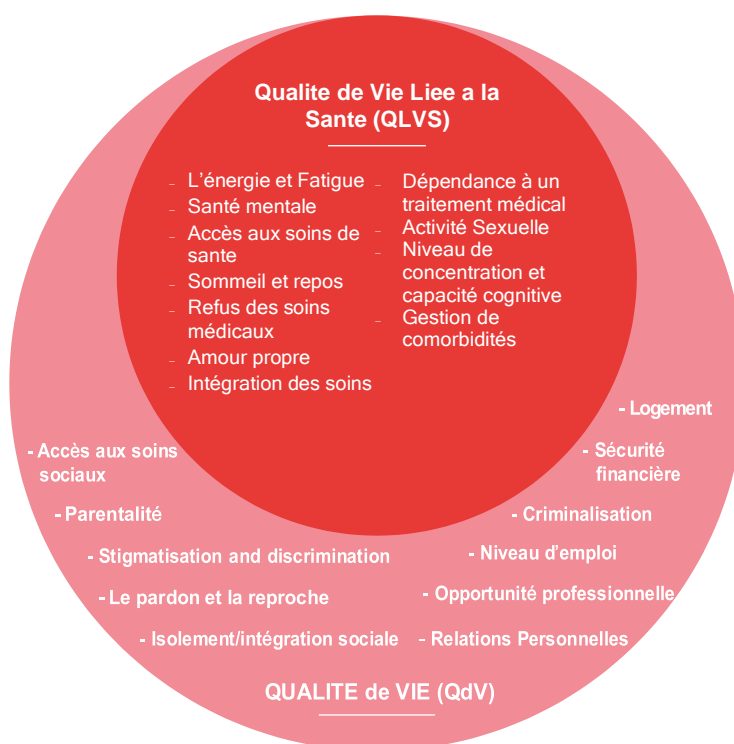 Qualite de Vie Liee a la
Sante (QLVS)
– L'énergie et Fatigue
– Santé mentale
– Accès aux soins de
sante
– Sommeil et repos
– Refus des soins
médicaux
– Amour propre
– Intégration des soins
– Dépendance à un
traitement médical
– Activité Sexuelle
– Niveau de
concentration et
capacité cognitive
– Gestion de
comorbidités
- Accès aux soins
sociaux
- Parentalité
- Stigmatisation and discrimination
- Le pardon et la reproche
- Isolement/intégration sociale
- Logement
- Sécurité
financière
- Criminalisation
- Niveau d'emploi
- Opportunité professionnelle
- Relations Personnelles
QUALITE de VIE (QdV)